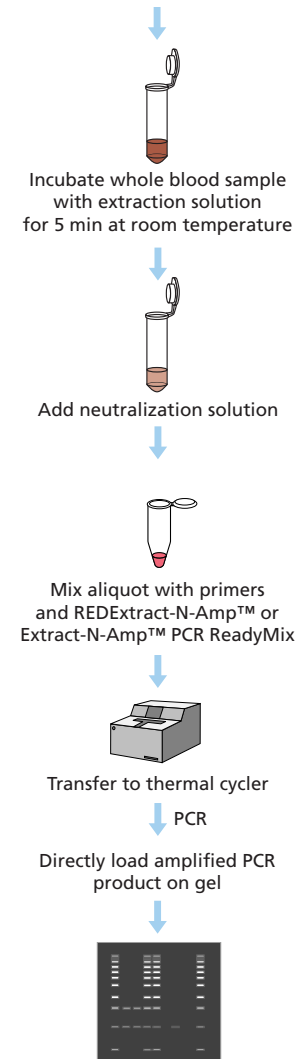 Incubate whole blood sample
with extraction solution
for 5 min at room temperature
Add neutralization solution
Mix aliquot with primers
and REDExtract-N-Amp™ or
Extract-N-Amp™ PCR ReadyMix
Transfer to thermal cycler
PCR
Directly load amplified PCR
product on gel